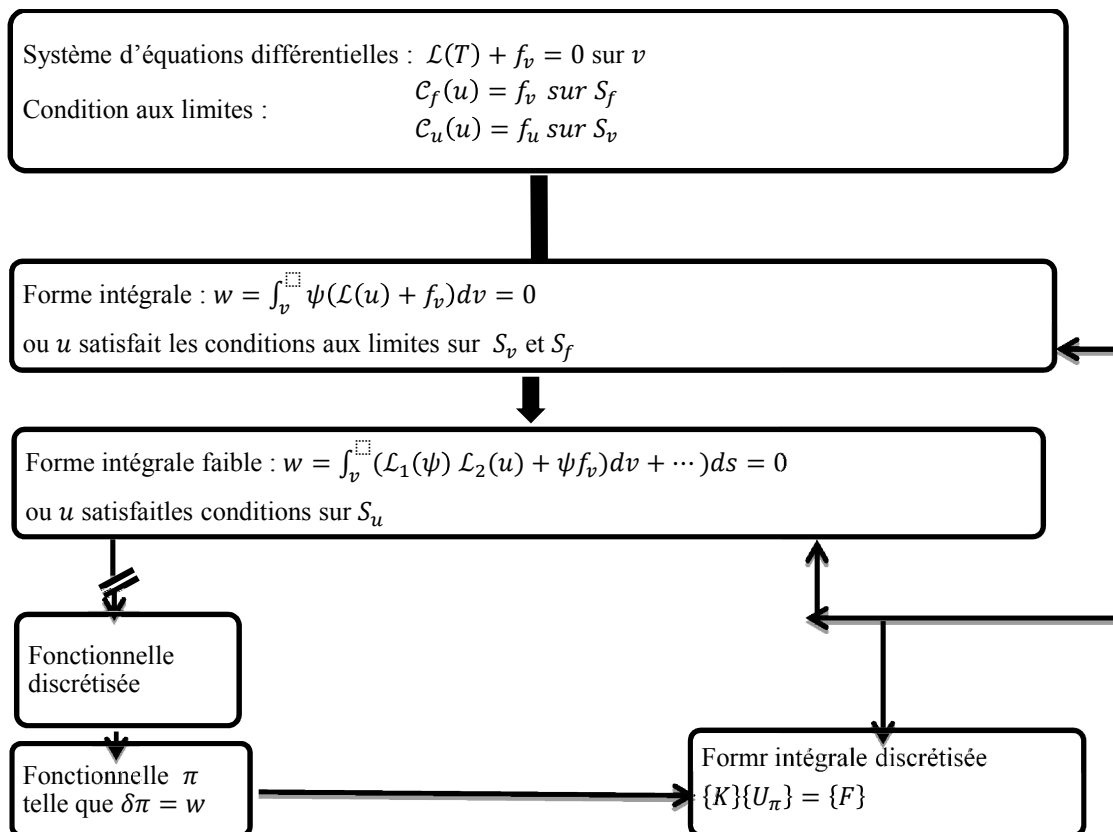 Système d'équations différentielles : ℒ(T) + f_v = 0 sur v
𝒞_f(u) = f_v sur S_f
Condition aux limites :
𝒞_u(u) = f_u sur S_v
Forme intégrale : w = ∫_v ψ(ℒ(u) + f_v)dv = 0
ou u satisfait les conditions aux limites sur S_v et S_f
Forme intégrale faible : w = ∫_v (ℒ_1(ψ) ℒ_2(u) + ψf_v)dv + ⋯ )ds = 0
ou u satisfaitles conditions sur S_u
Fonctionnelle
discrétisée
Fonctionnelle π
telle que δπ = w
Formr intégrale discrétisée
{K}{U_π} = {F}